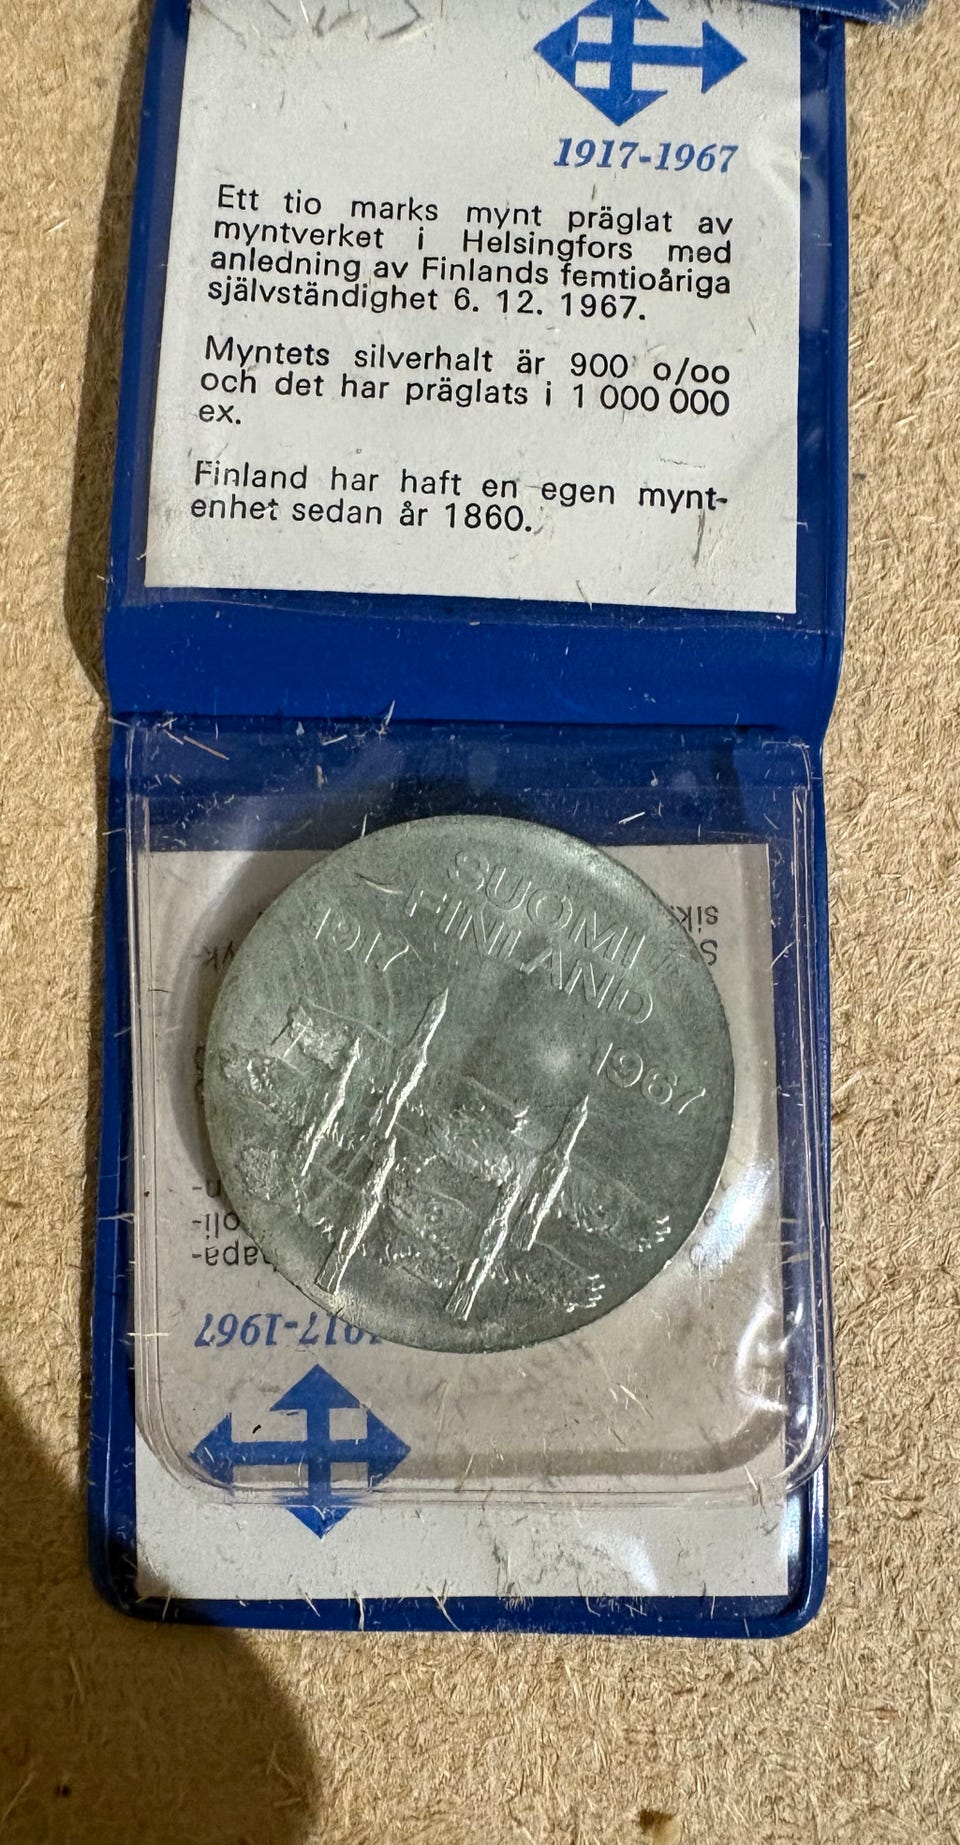 1917-1967
Ett tio marks mynt präglat av
myntverket i Helsingfors med
anledning av Finlands femtioåriga
självständighet 6. 12. 1967.
Myntets silverhalt är 900 o/oo
och det har präglats i 1 000 000
ex.
Finland har haft en egen mynt-
enhet sedan år 1860.
SUOMI
FINLAND
1917
1967
1917-1967